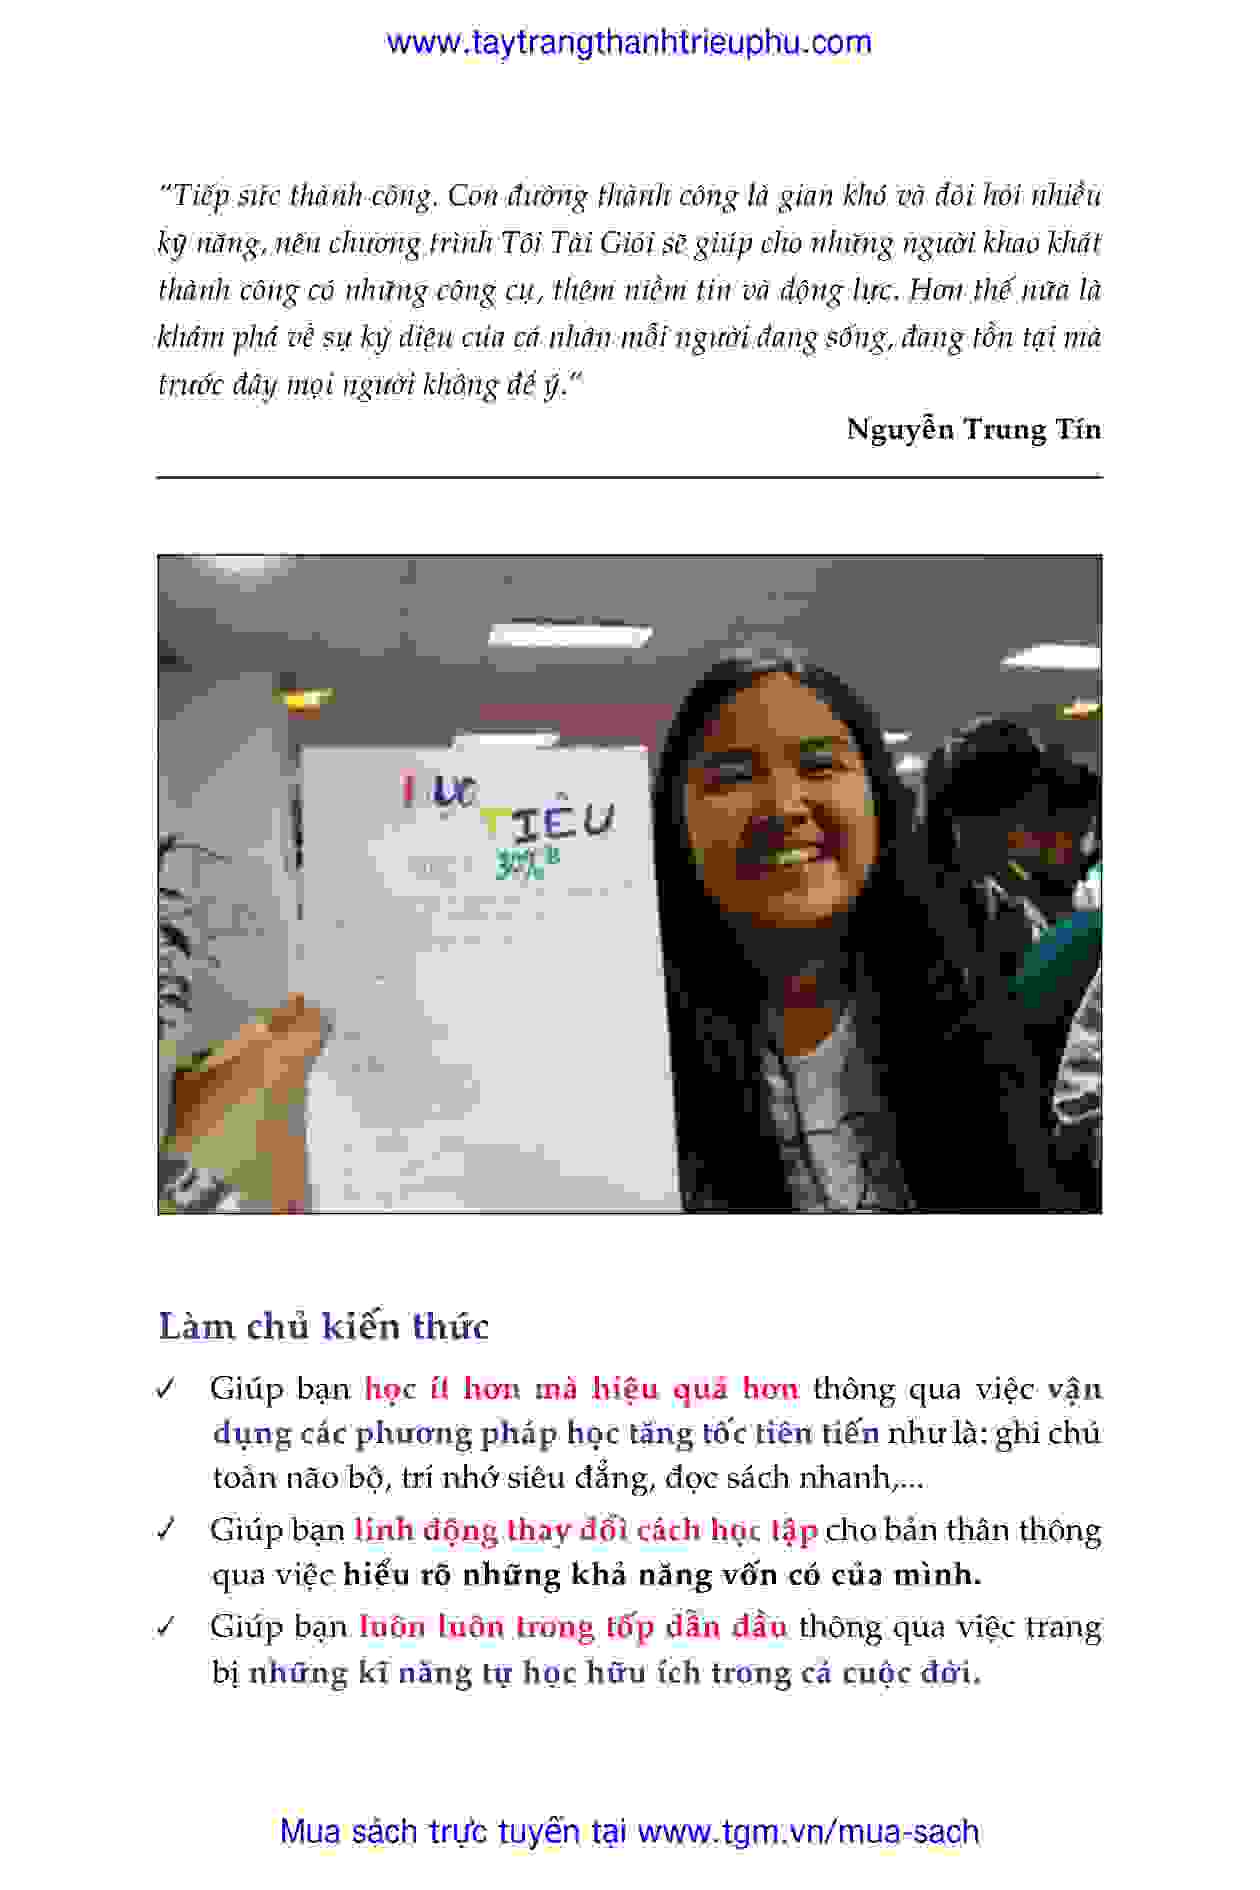 www.taytrangthanhtrieuphu.com
“Tiếp sức thành công. Con đường thành công là gian khó và đòi hỏi nhiều
kỹ năng, nên chương trình Tôi Tài Giỏi sẽ giúp cho những người khao khát
thành công có những công cụ, thêm niềm tin và động lực. Hơn thế nữa là
khám phá về sự kỳ diệu của cá nhân mỗi người đang sống, đang tồn tại mà
trước đây mọi người không để ý.”
Nguyễn Trung Tín
TIÊU
Làm chủ kiến thức
✓ Giúp bạn học ít hơn mà hiệu quả hơn thông qua việc vận
dụng các phương pháp học tăng tốc tiên tiến như là: ghi chú
toàn não bộ, trí nhớ siêu đẳng, đọc sách nhanh,...
✓ Giúp bạn linh động thay đổi cách học tập cho bản thân thông
qua việc hiểu rõ những khả năng vốn có của mình.
✓ Giúp bạn luôn luôn trong tốp dẫn đầu thông qua việc trang
bị những kĩ năng tự học hữu ích trong cả cuộc đời.
Mua sách trực tuyến tại www.tgm.vn/mua-sach